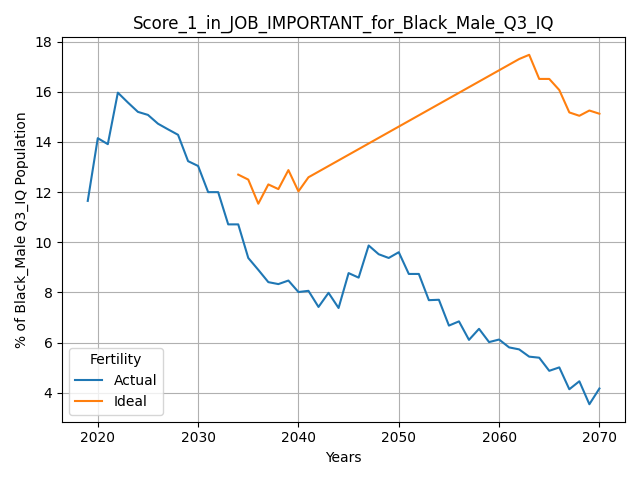 Score_1_in_JOB_IMPORTANT_for_Black_Male_Q3_IQ
% of Black_Male Q3_IQ Population
18
16
14
12
10
8
6
4
Fertility
Actual
Ideal
2020 2030 2040 2050 2060 2070
Years